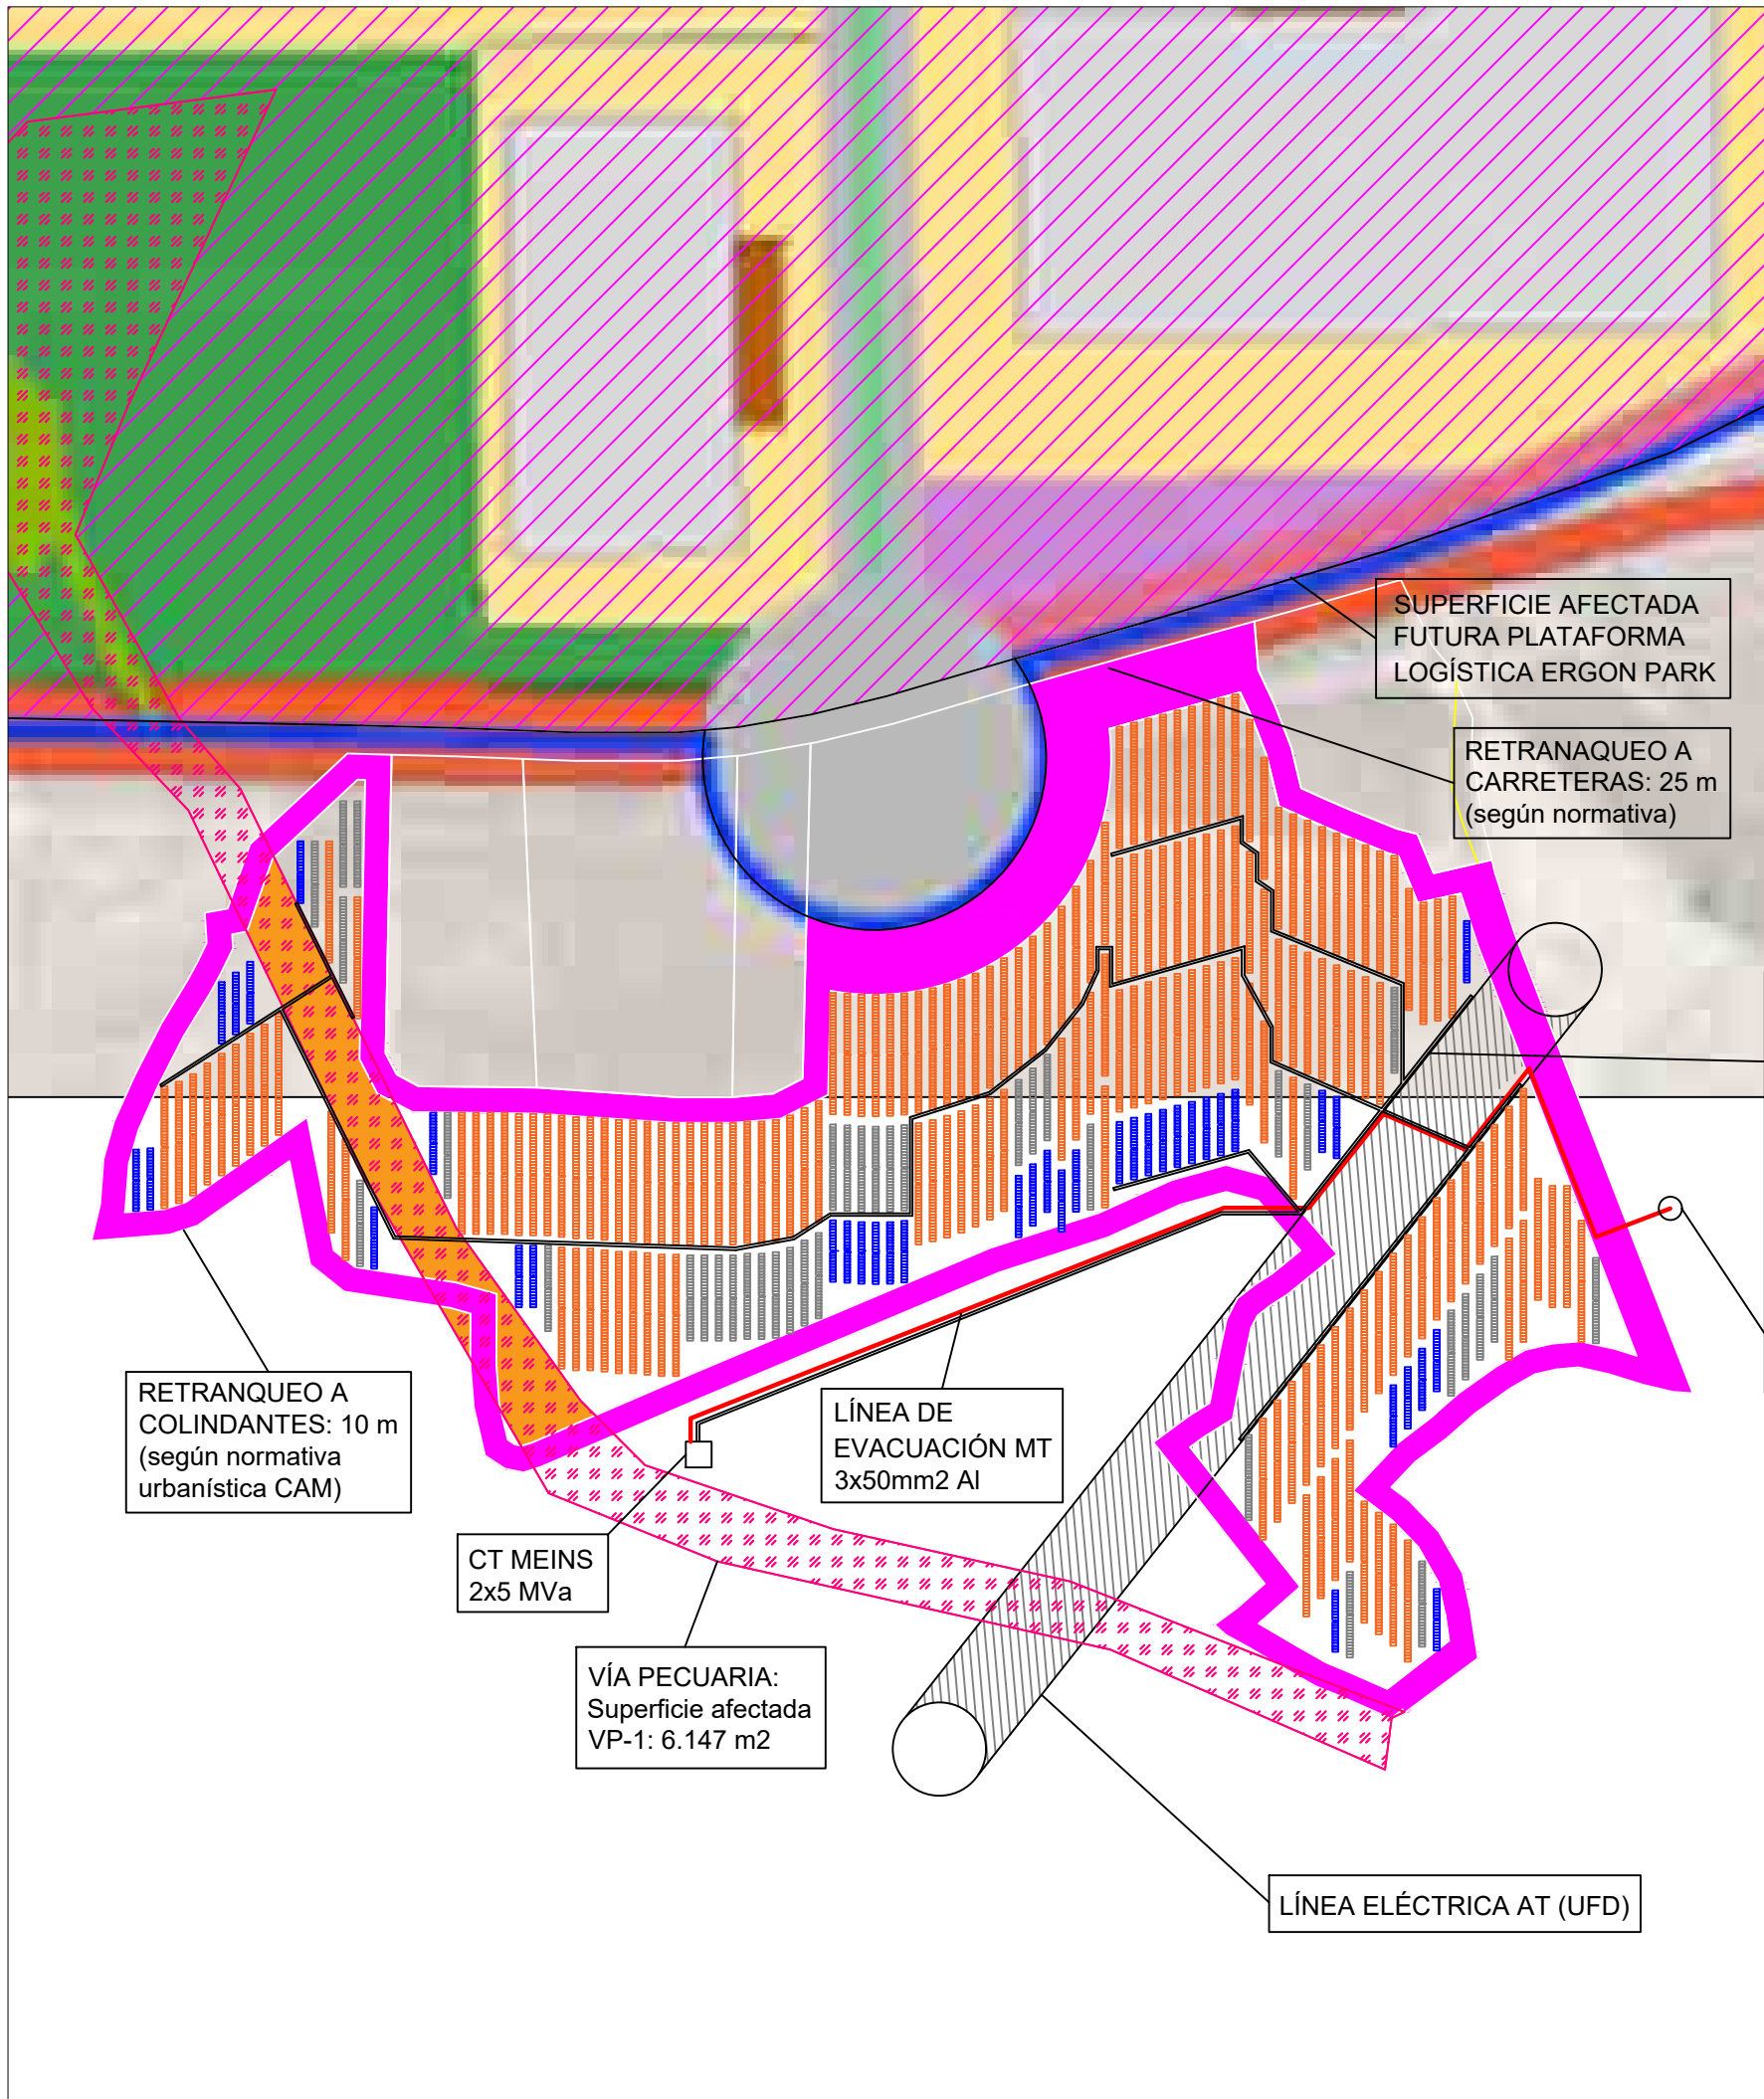 SUPERFICIE AFECTADA
FUTURA PLATAFORMA
LOGÍSTICA ERGON PARK
RETRANAQUEO A
CARRETERAS: 25 m
(según normativa)
RETRANQUEO A
COLINDANTES: 10 m
(según normativa
urbanística CAM)
LÍNEA DE
EVACUACIÓN MT
3x50mm2 Al
CT MEINS
2x5 MVa
VÍA PECUARIA:
Superficie afectada
VP-1: 6.147 m2
LÍNEA ELÉCTRICA AT (UFD)